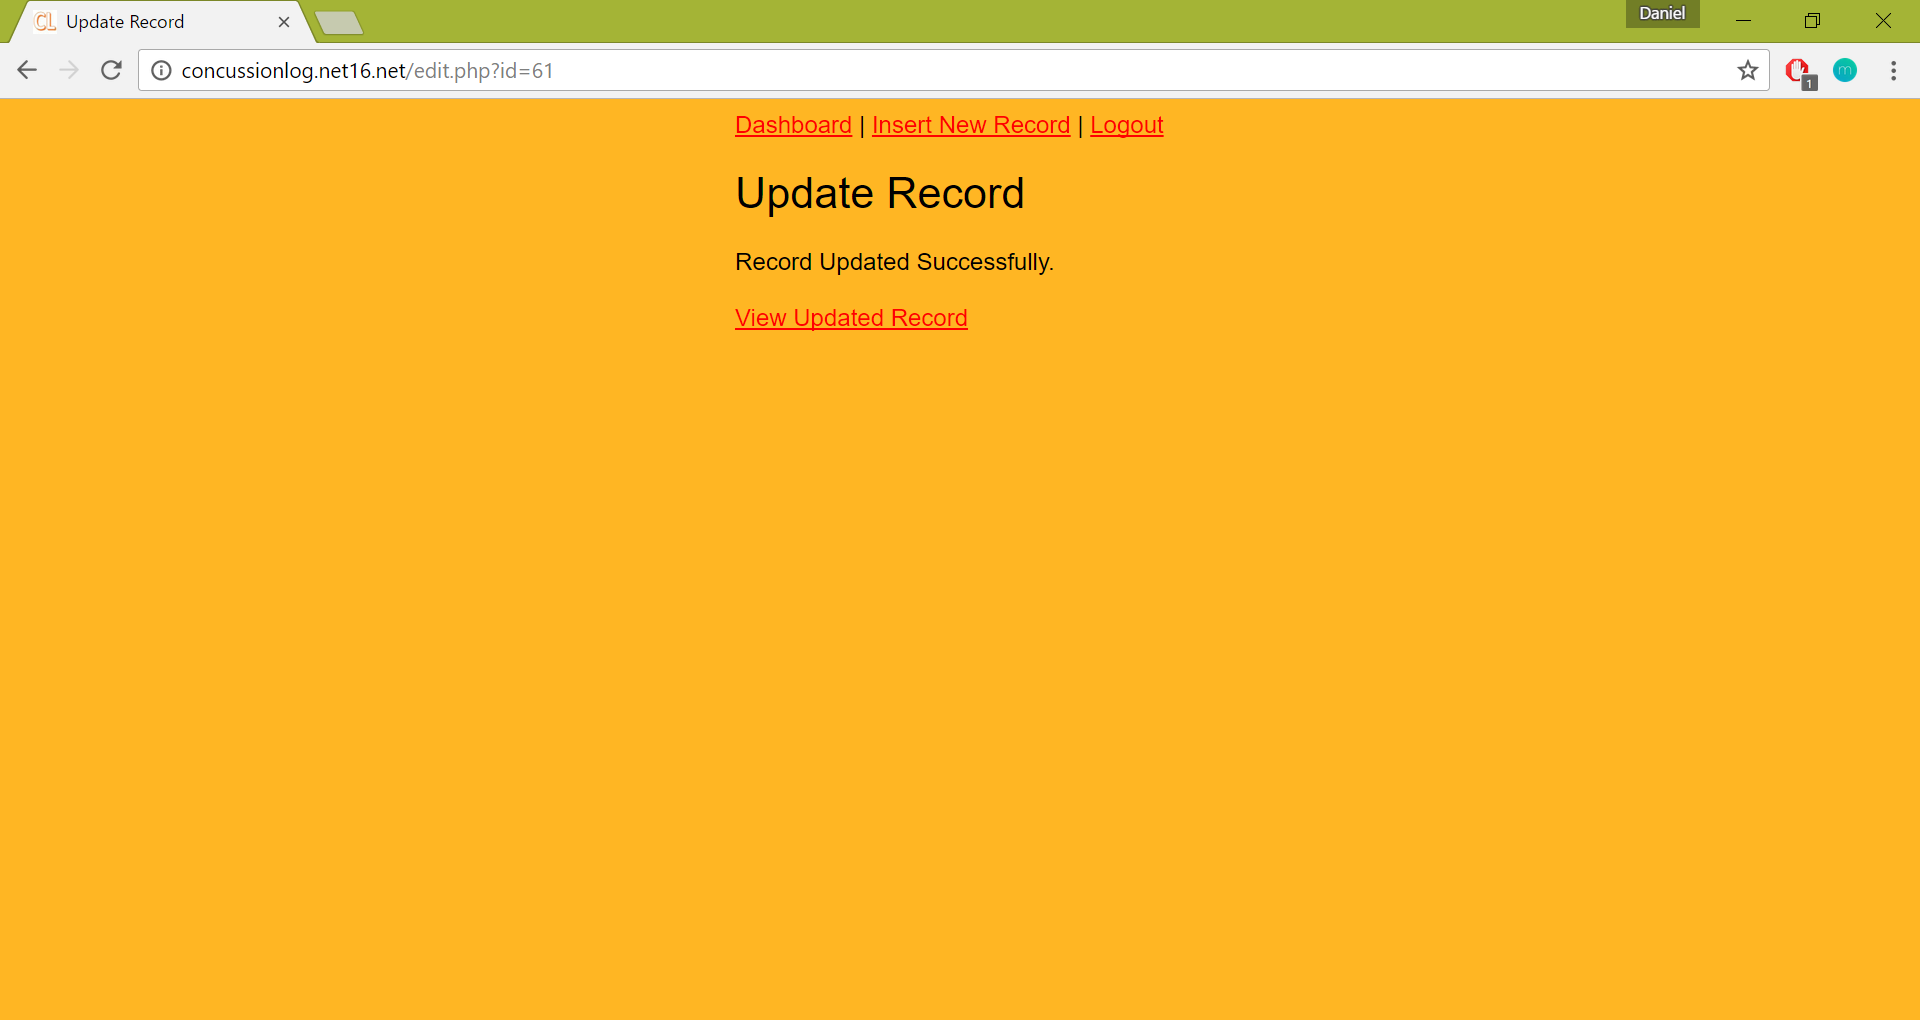 CL Update Record
Daniel
concussionlog.net16.net/edit.php?id=61
1
m
Dashboard | Insert New Record | Logout
Update Record
Record Updated Successfully.
View Updated Record